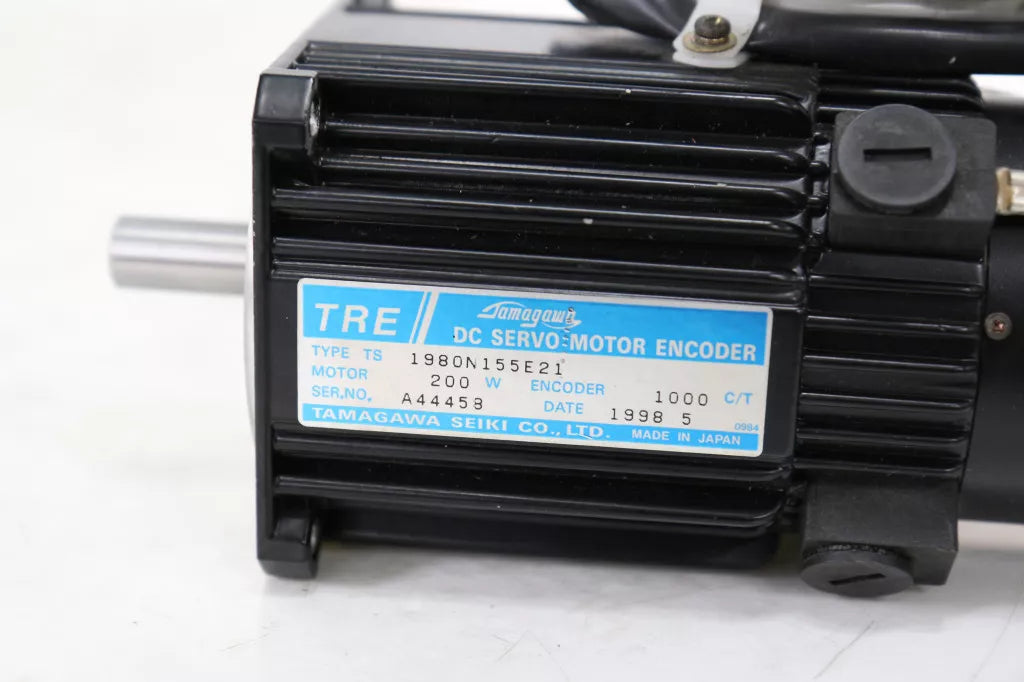 TRE // Tamagawa
DC SERVO MOTOR ENCODER
TYPE TS 1980N155E21
MOTOR 200 W ENCODER 1000 C/T
SER.NO. A44458 DATE 1998 5
0984
TAMAGAWA SEIKI CO., LTD. MADE IN JAPAN